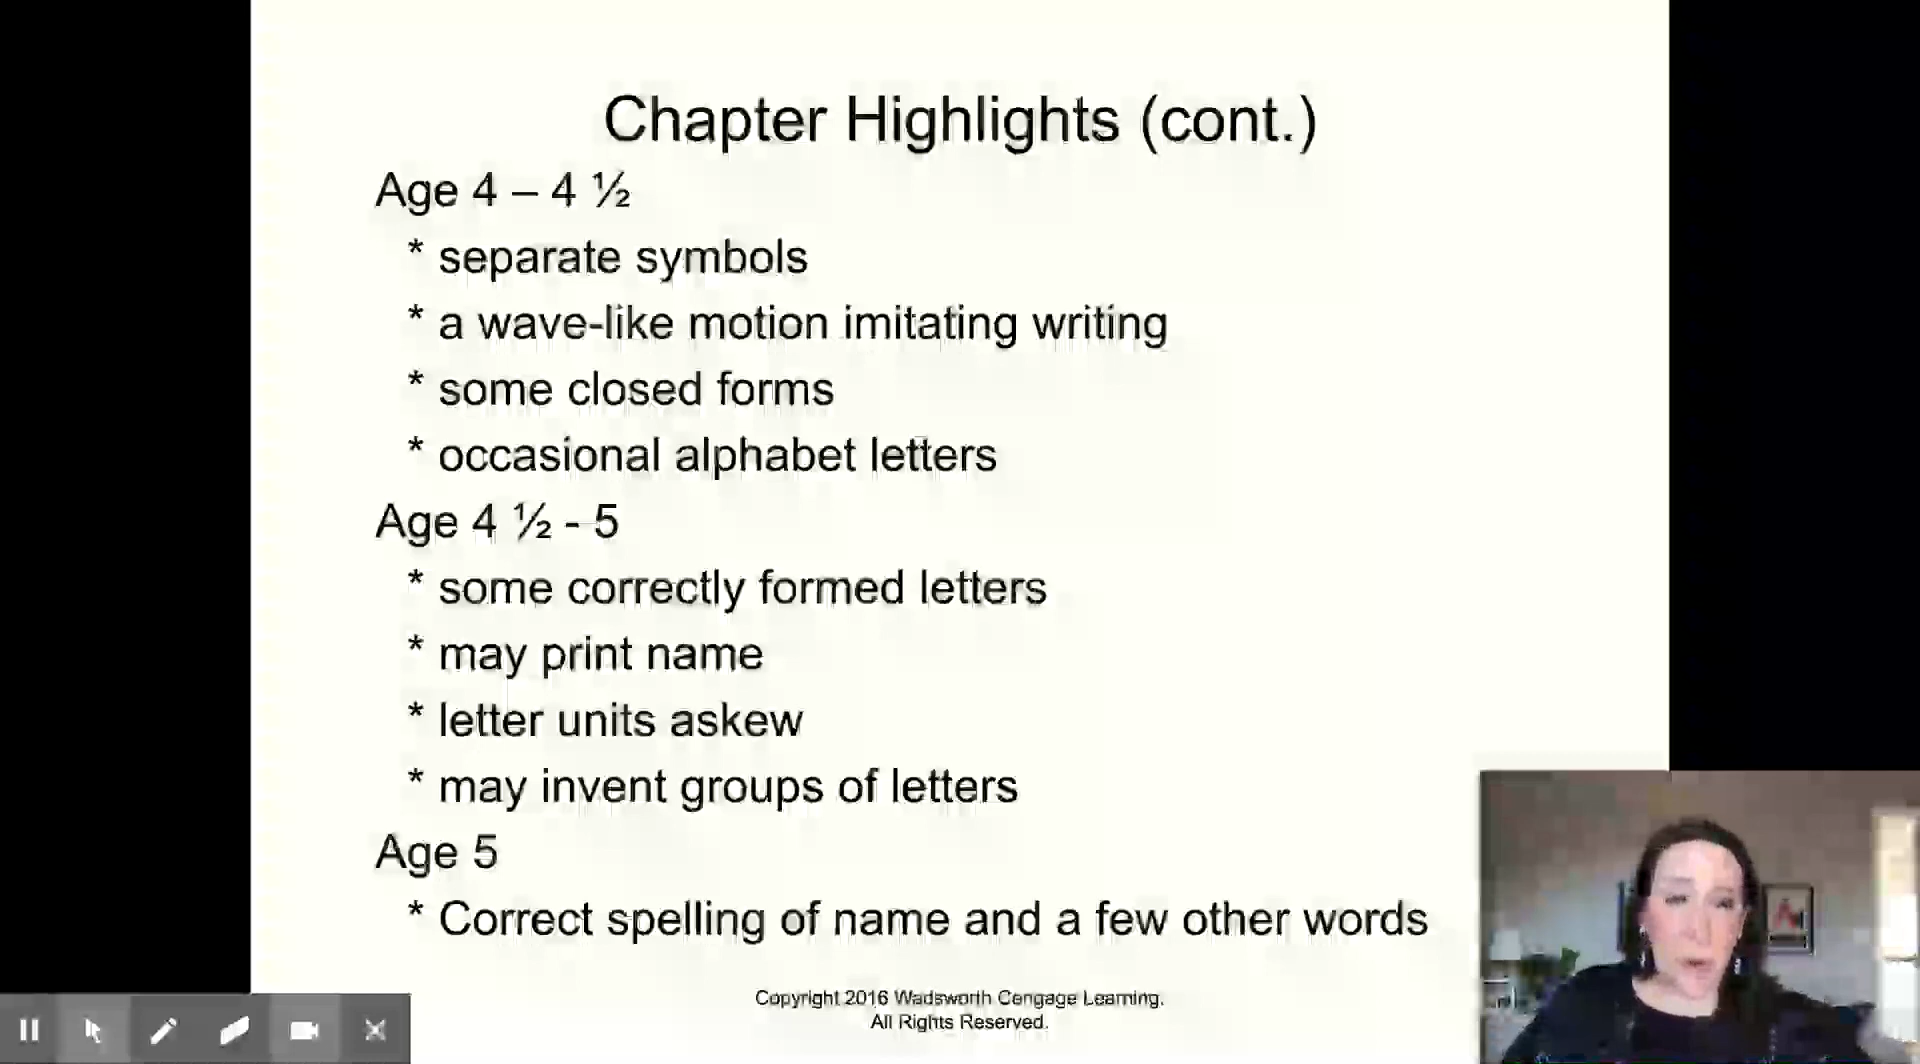 Chapter Highlights (cont.)
Age 4 – 4 ½
* separate symbols
* a wave-like motion imitating writing
* some closed forms
* occasional alphabet letters
Age 4 ½ - 5
* some correctly formed letters
* may print name
* letter units askew
* may invent groups of letters
Age 5
* Correct spelling of name and a few other words
Copyright 2016 Wadsworth Cengage Learning.
All Rights Reserved.